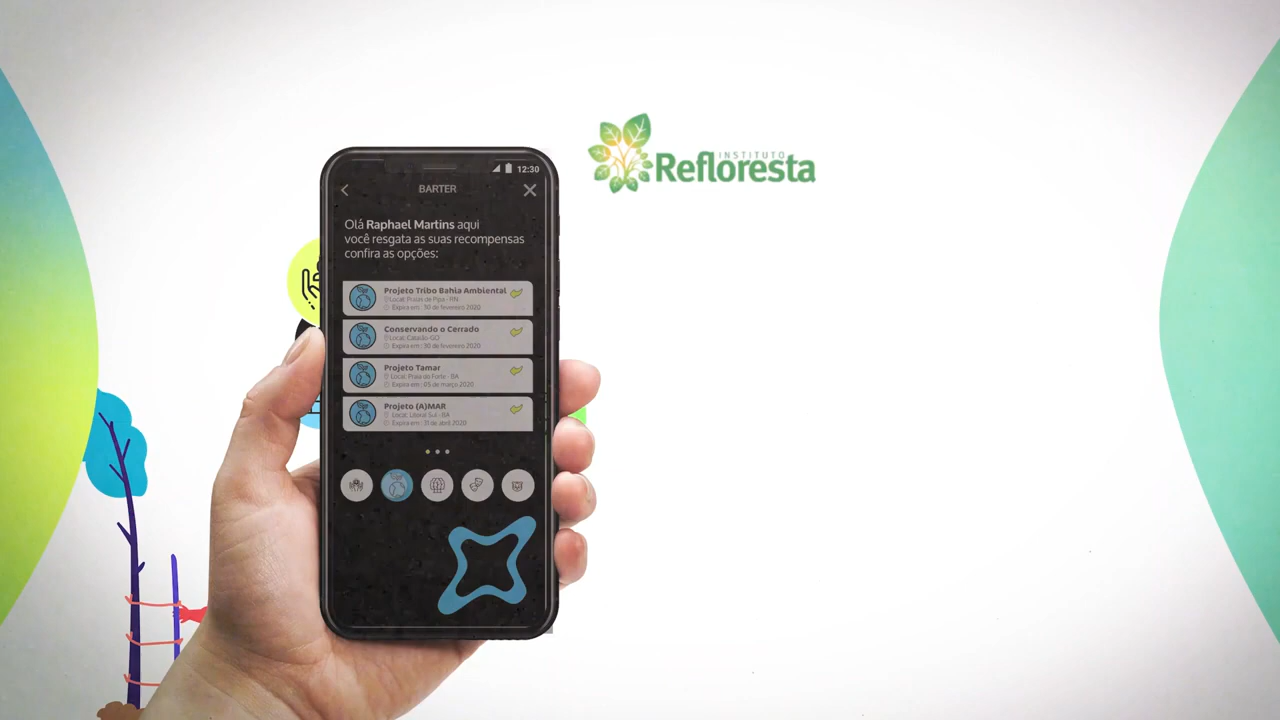 INSTITUTO
Refloresta
12:30
BARTER
Olá Raphael Martins aqui
você resgata as suas recompensas
confira as opções:
Projeto Tribo Bahia Ambiental
Local: Praias de Pipa - RN
Expira em : 30 de fevereiro 2020
Conservando o Cerrado
Local: Catalão-GO
Expira em : 30 de fevereiro 2020
Projeto Tamar
Local: Praia do Forte - BA
Expira em : 05 de março 2020
Projeto (A)MAR
Local: Litoral Sul - BA
Expira em : 31 de abril 2020